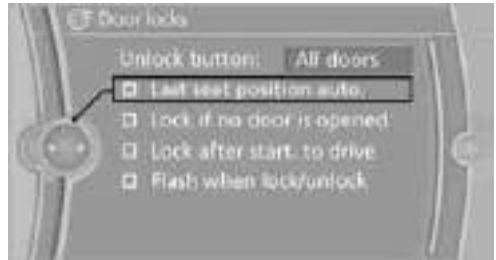 Door locks
Unlock button: All doors
Last seat position auto.
Lock if no door is opened
Lock after start. to drive
Flash when lock/unlock